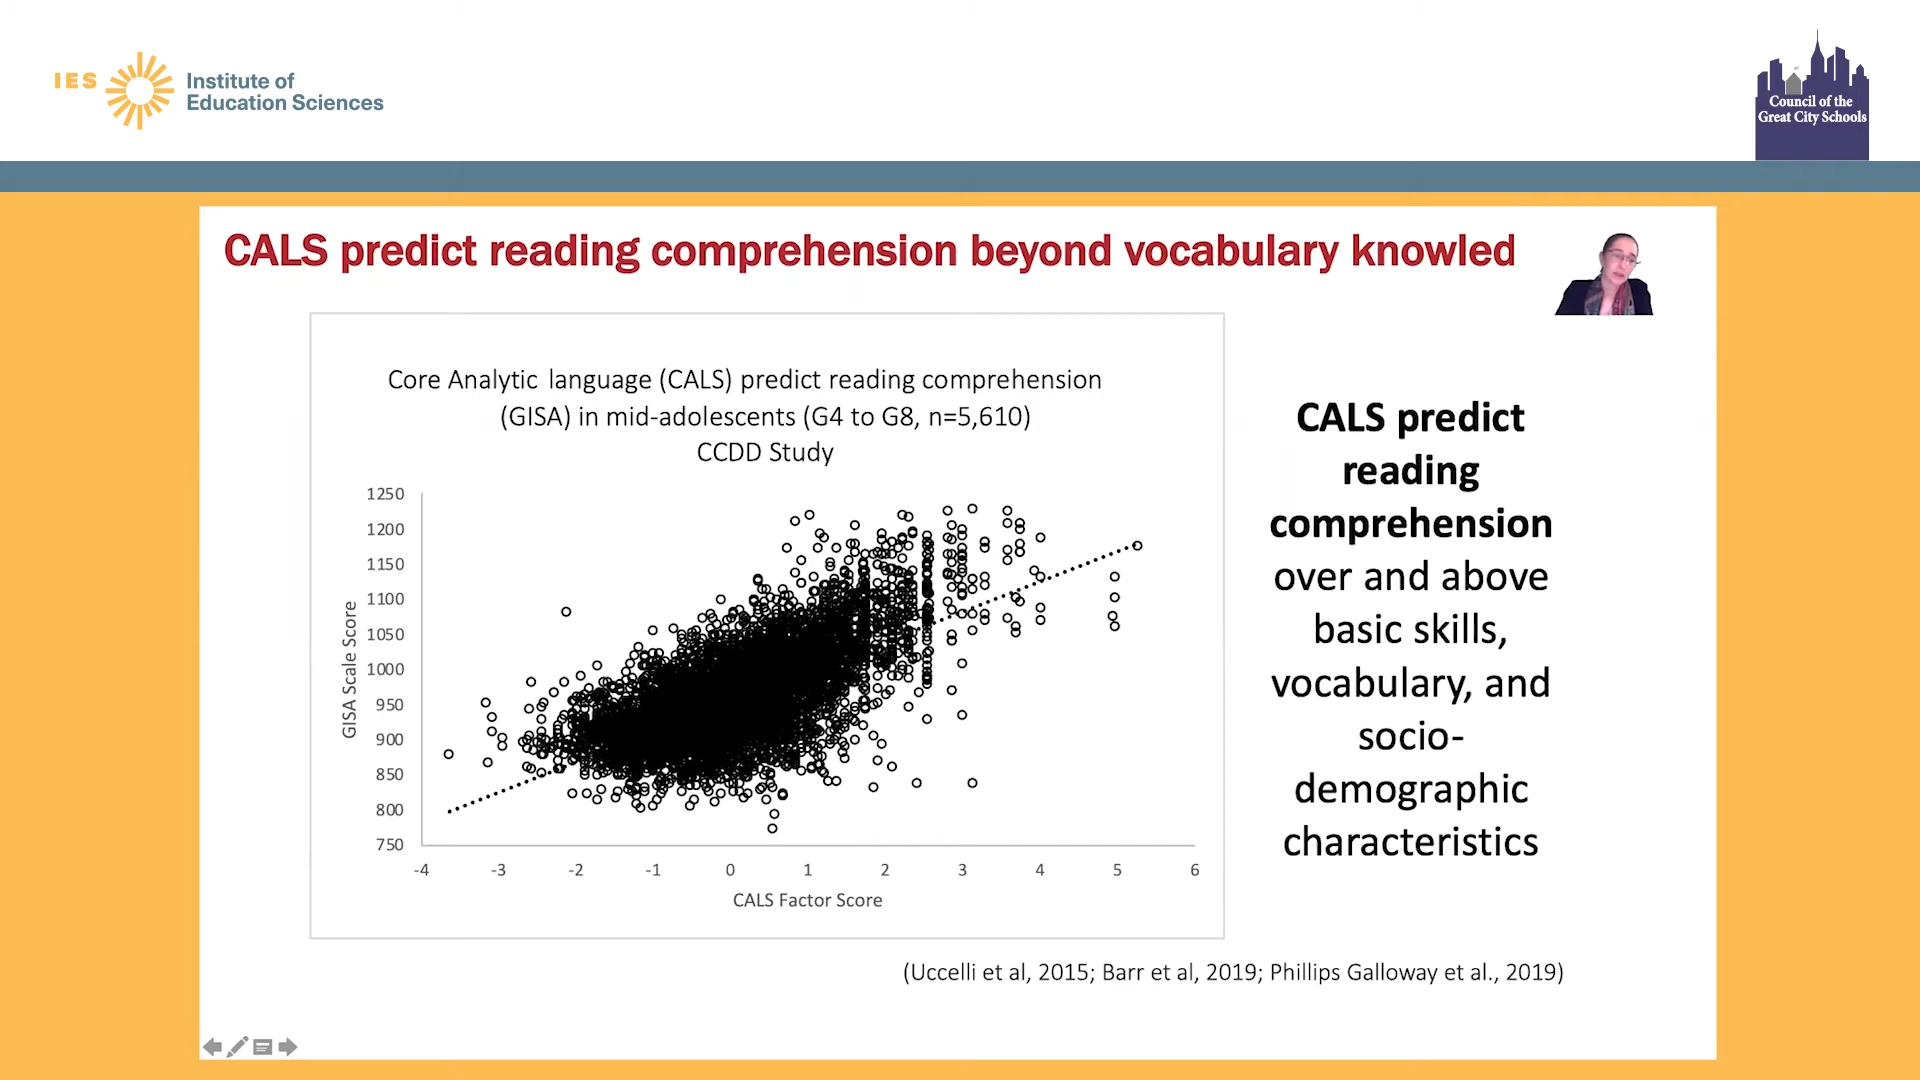 IES
Institute of
Education Sciences
Council of the
Great City Schools
CALS predict reading comprehension beyond vocabulary knowled
Core Analytic language (CALS) predict reading comprehension
(GISA) in mid-adolescents (G4 to G8, n=5,610)
CCDD Study
GISA Scale Score
1250
1200
1150
1100
1050
1000
950
900
850
800
750
-4 -3 -2 -1 0 1 2 3 4 5 6
CALS Factor Score
CALS predict
reading
comprehension
over and above
basic skills,
vocabulary, and
socio-
demographic
characteristics
(Uccelli et al, 2015; Barr et al, 2019; Phillips Galloway et al., 2019)